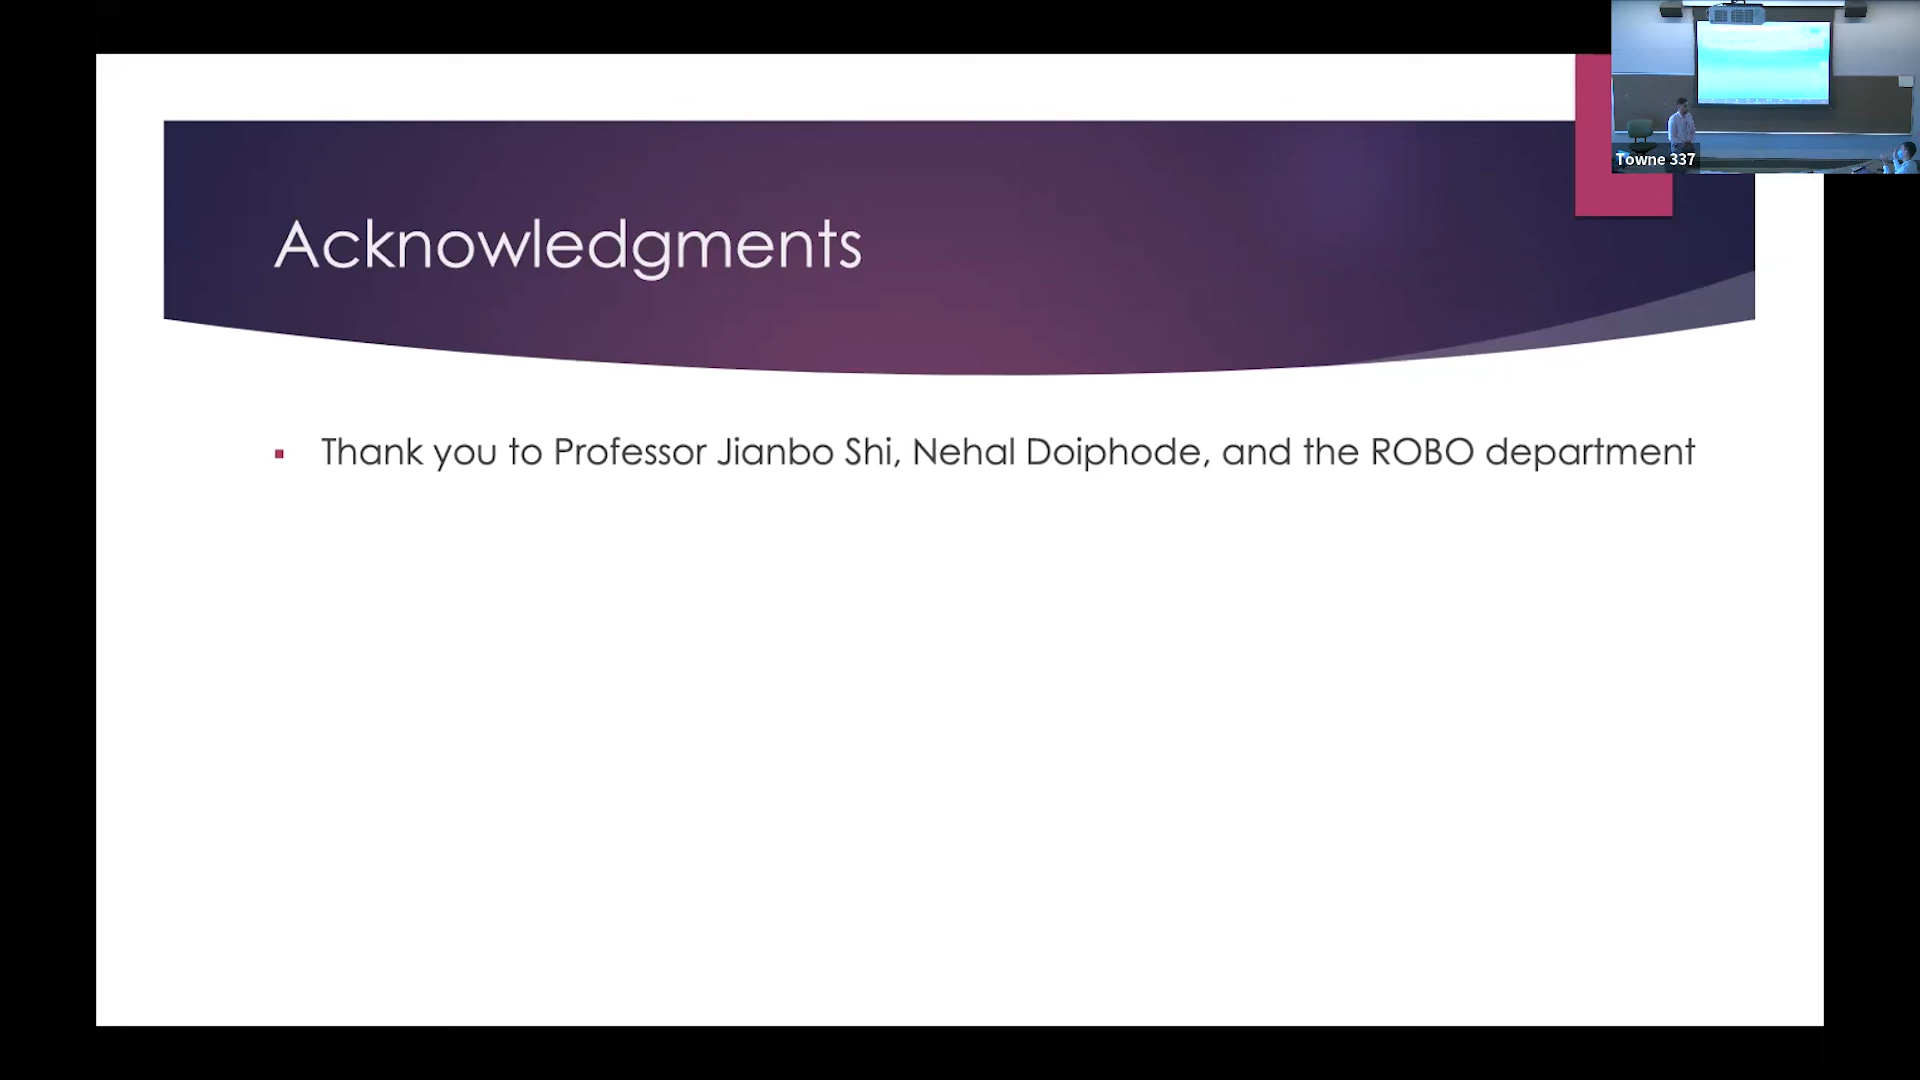 Acknowledgments
Thank you to Professor Jianbo Shi, Nehal Doiphode, and the ROBO department
Towne 337